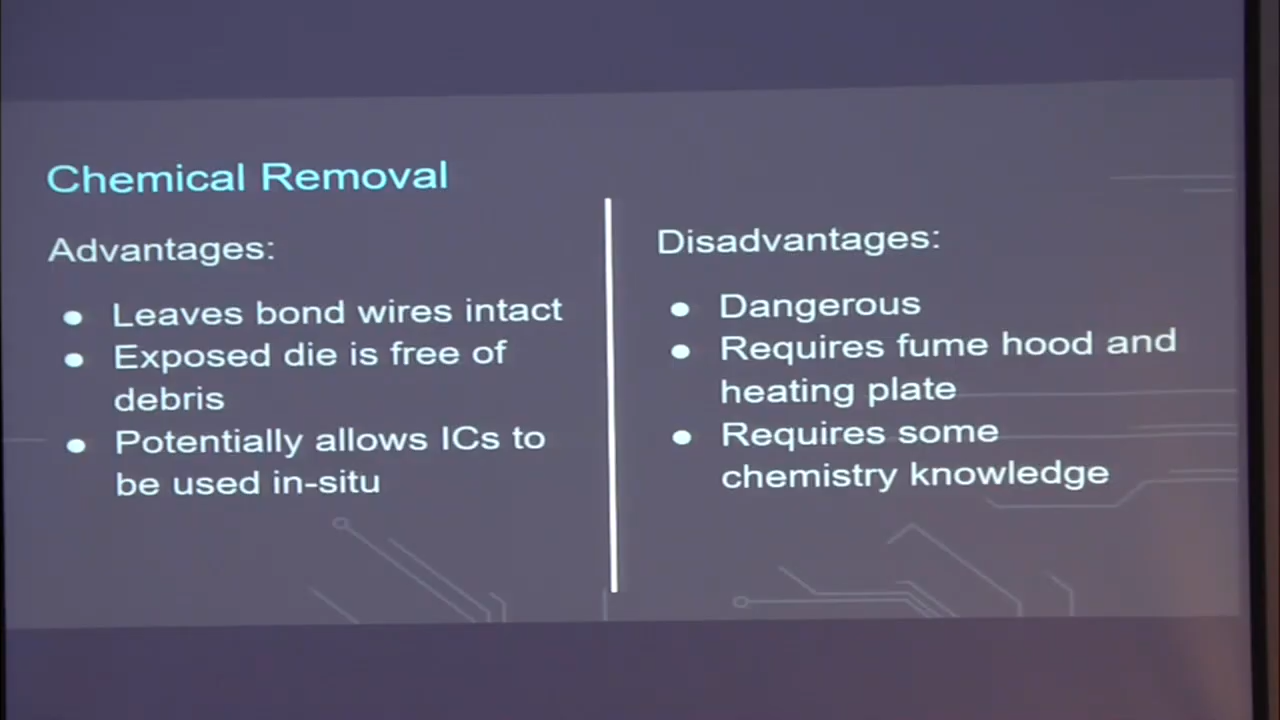 Chemical Removal
Advantages:
● Leaves bond wires intact
● Exposed die is free of
debris
● Potentially allows ICs to
be used in-situ
Disadvantages:
● Dangerous
● Requires fume hood and
heating plate
● Requires some
chemistry knowledge